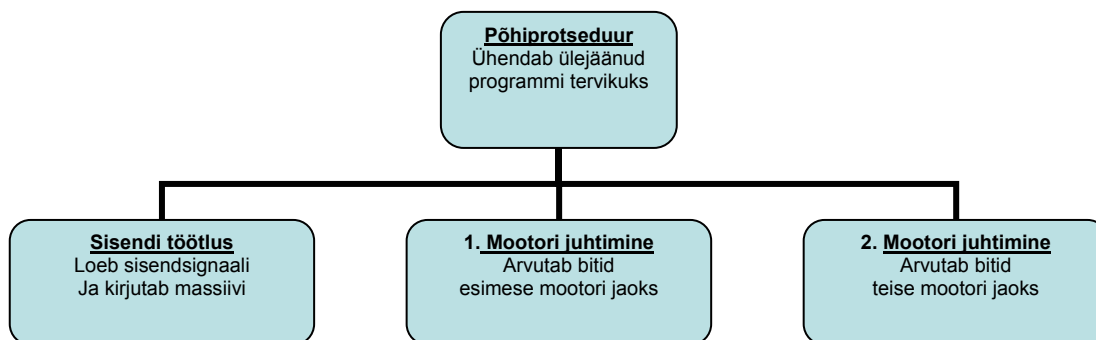 Põhiprotseduur
Ühendab ülejäänud
programmi tervikuks
Sisendi töötlus
Loeb sisendsignaali
Ja kirjutab massiivi
1. Mootori juhtimine
Arvutab bitid
esimese mootori jaoks
2. Mootori juhtimine
Arvutab bitid
teise mootori jaoks